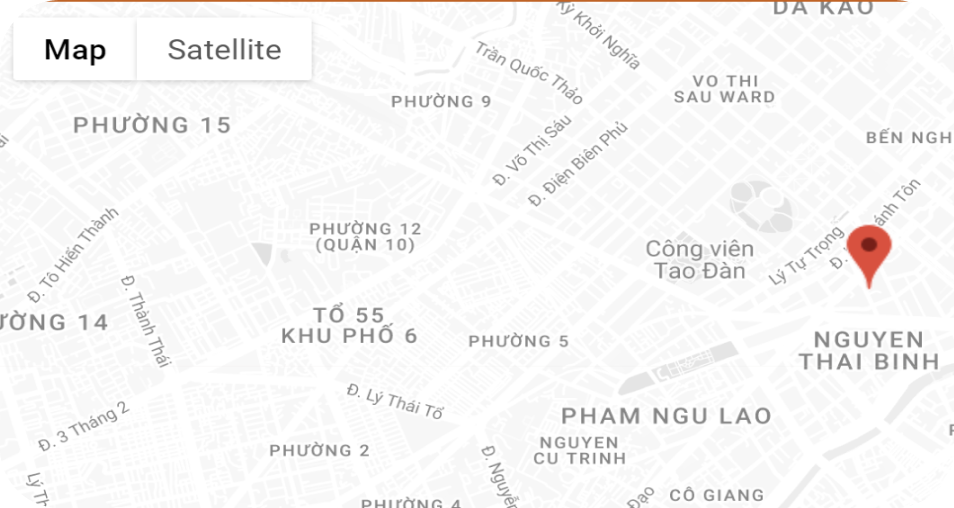 DA KAO
Map
Satellite
Kỳ Khởi Nghĩa
Trần Quốc Thảo
VO THI
SAU WARD
PHƯỜNG 9
PHƯỜNG 15
BẾN NGH
Đ. Võ Thị Sáu
Đ. Điện Biên Phủ
Đ. Tô Hiến Thành
PHƯỜNG 12
(QUẬN 10)
Công viên
Tao Đàn
Lý Tự Trọng
Đ.
ánh Tôn
Đ. Thành Thái
ƯỜNG 14
TỔ 55
KHU PHỐ 6
PHƯỜNG 5
NGUYEN
THAI BINH
Đ. Lý Thái Tổ
Đ. 3 Tháng 2
PHAM NGU LAO
PHƯỜNG 2
NGUYEN
CU TRINH
Đ. Nguyễn
Lý Th
Đạo
CÔ GIANG
PHƯỜNG 4